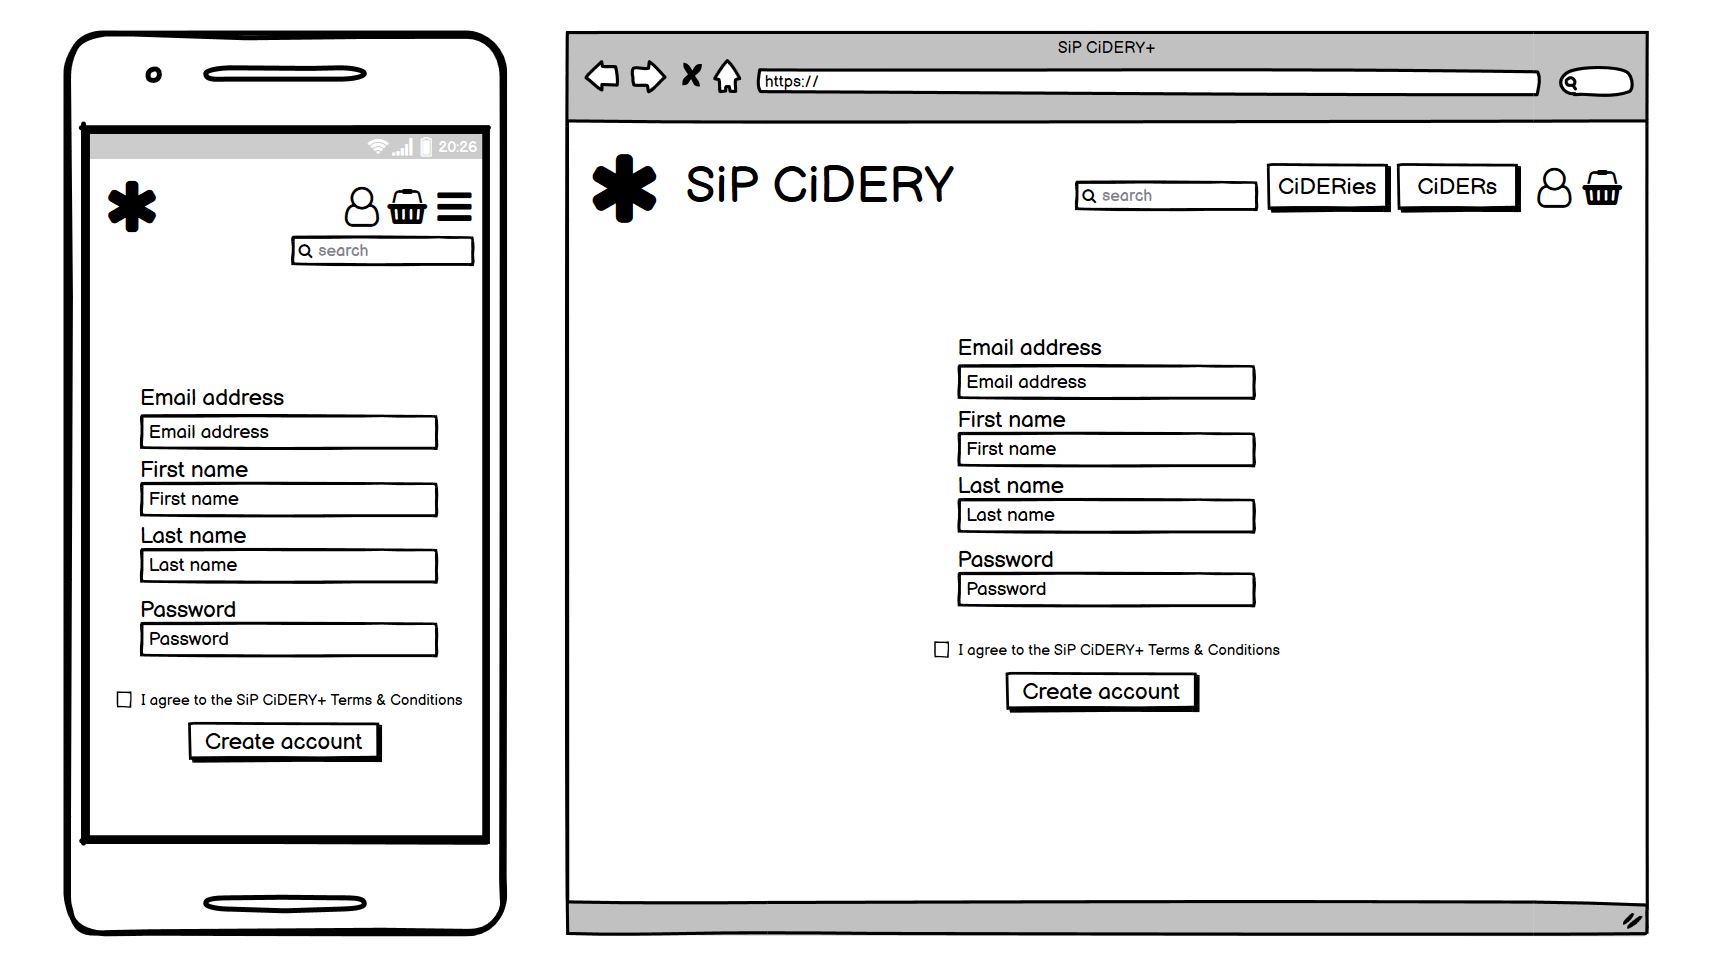 20:26
search
Email address
Email address
First name
First name
Last name
Last name
Password
Password
I agree to the SiP CiDERY+ Terms & Conditions
Create account
SiP CiDERY+
https://
SiP CiDERY
search
CiDERies
CiDERs
Email address
Email address
First name
First name
Last name
Last name
Password
Password
I agree to the SiP CiDERY+ Terms & Conditions
Create account